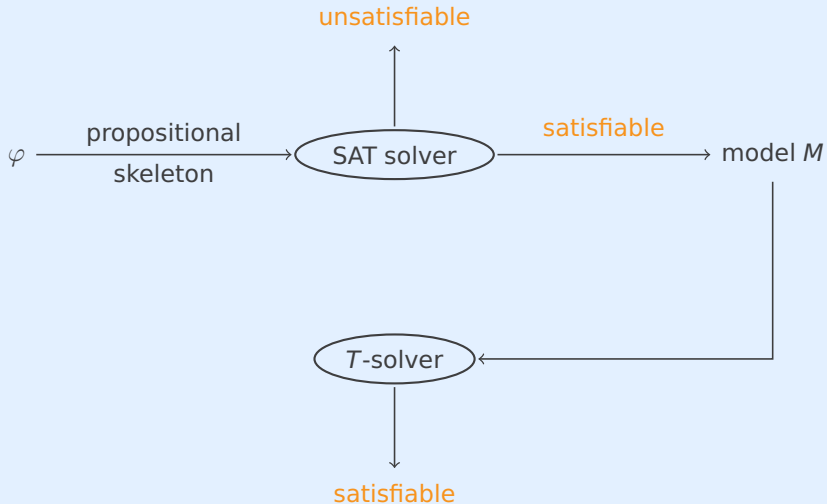 unsatisfiable
propositional
satisfiable
φ
SAT solver
model M
skeleton
T-solver
satisfiable